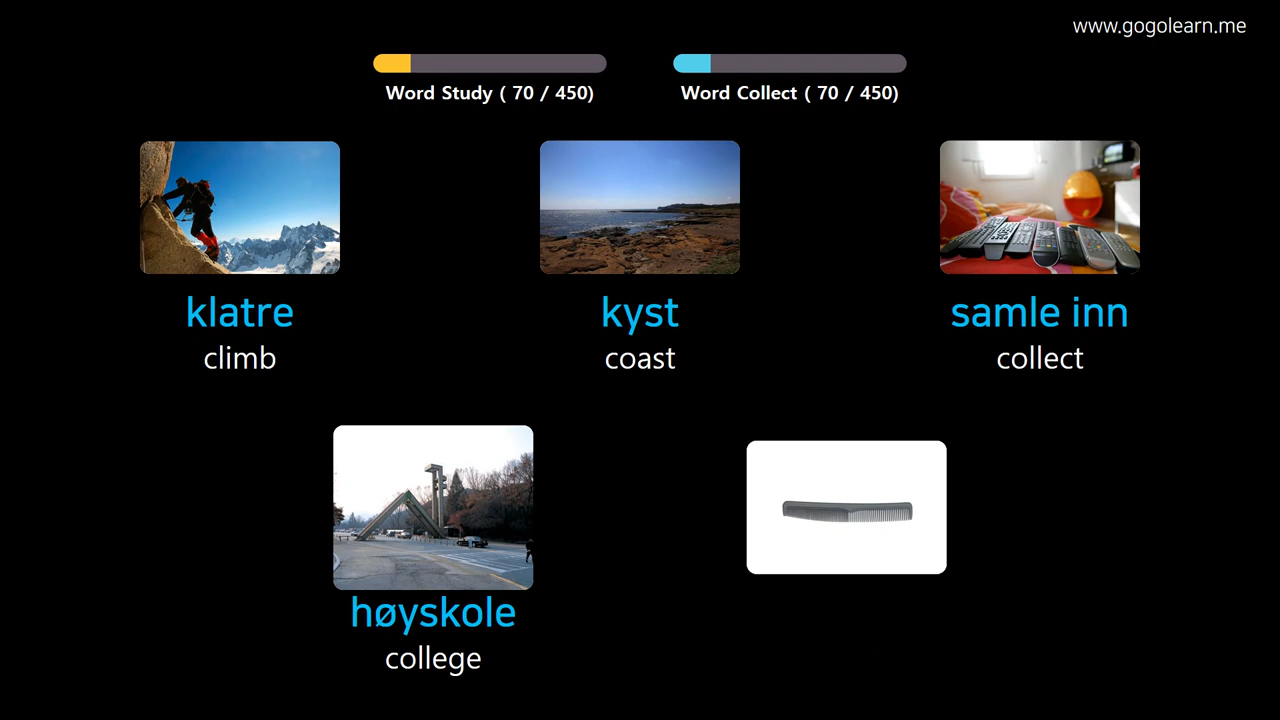 www.gogolearn.me
Word Study ( 70 / 450)
Word Collect ( 70 / 450)
klatre
climb
kyst
coast
samle inn
collect
høyskole
college